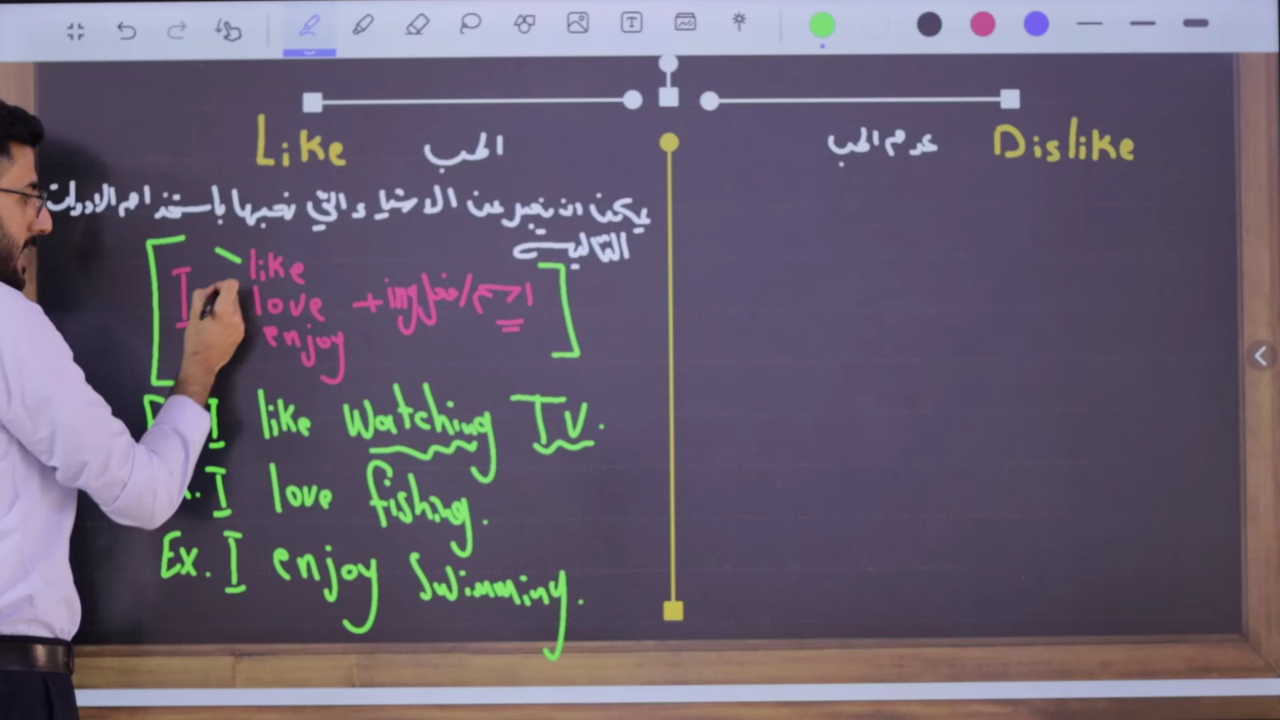 Like الحب
عدم الحب Dislike
يمكن ان نعبر عن الاشياء التي نحبها باستخدام الادوات
التالية
I like
love + ing فعل/اسم
enjoy
I like watching TV.
I love fishing.
Ex. I enjoy swimming.